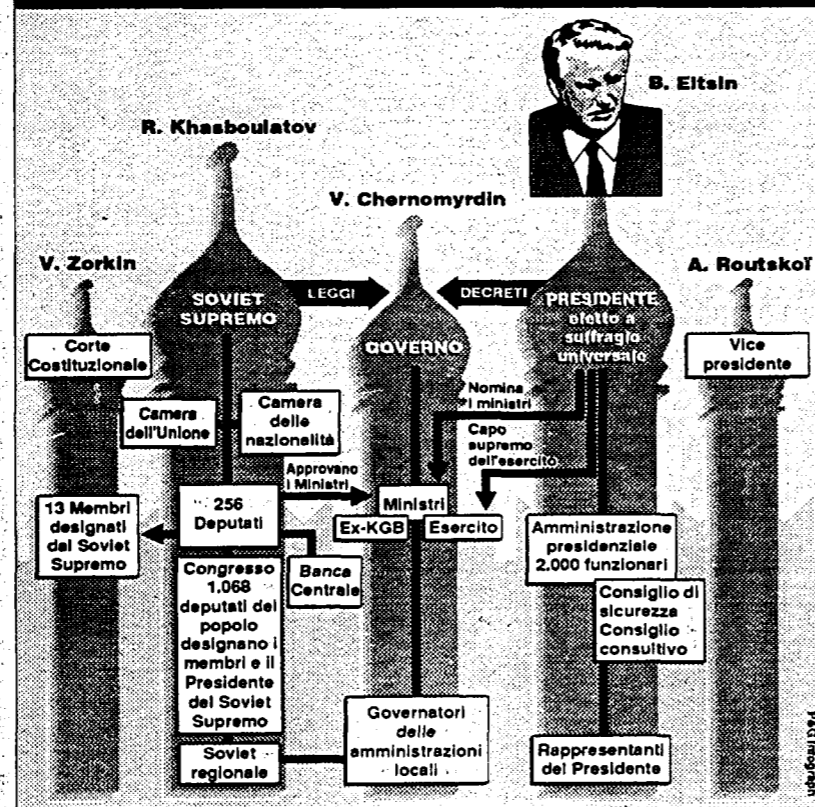 B. Eltsin
R. Khasboulatov
V. Chernomyrdin
V. Zorkin
A. Routskoï
LEGGI
DECRETI
SOVIET
SUPREMO
PRESIDENTE
eletto a
suffragio
universale
GOVERNO
Corte
Costituzionale
Vice
presidente
Camera
dell'Unione
Camera
delle
nazionalità
Nomina
i ministri
Capo
supremo
dell'esercito
Approvano
i Ministri
13 Membri
designati
dal Soviet
Supremo
256
Deputati
Ministri
Ex-KGB
Esercito
Amministrazione
presidenziale
2.000 funzionari
Banca
Centrale
Congresso
1.068
deputati del
popolo
designano i
membri e il
Presidente
del Soviet
Supremo
Consiglio di
sicurezza
Consiglio
consultivo
Governatori
delle
amministrazioni
locali
Soviet
regionale
Rappresentanti
del Presidente
P&G Infograph